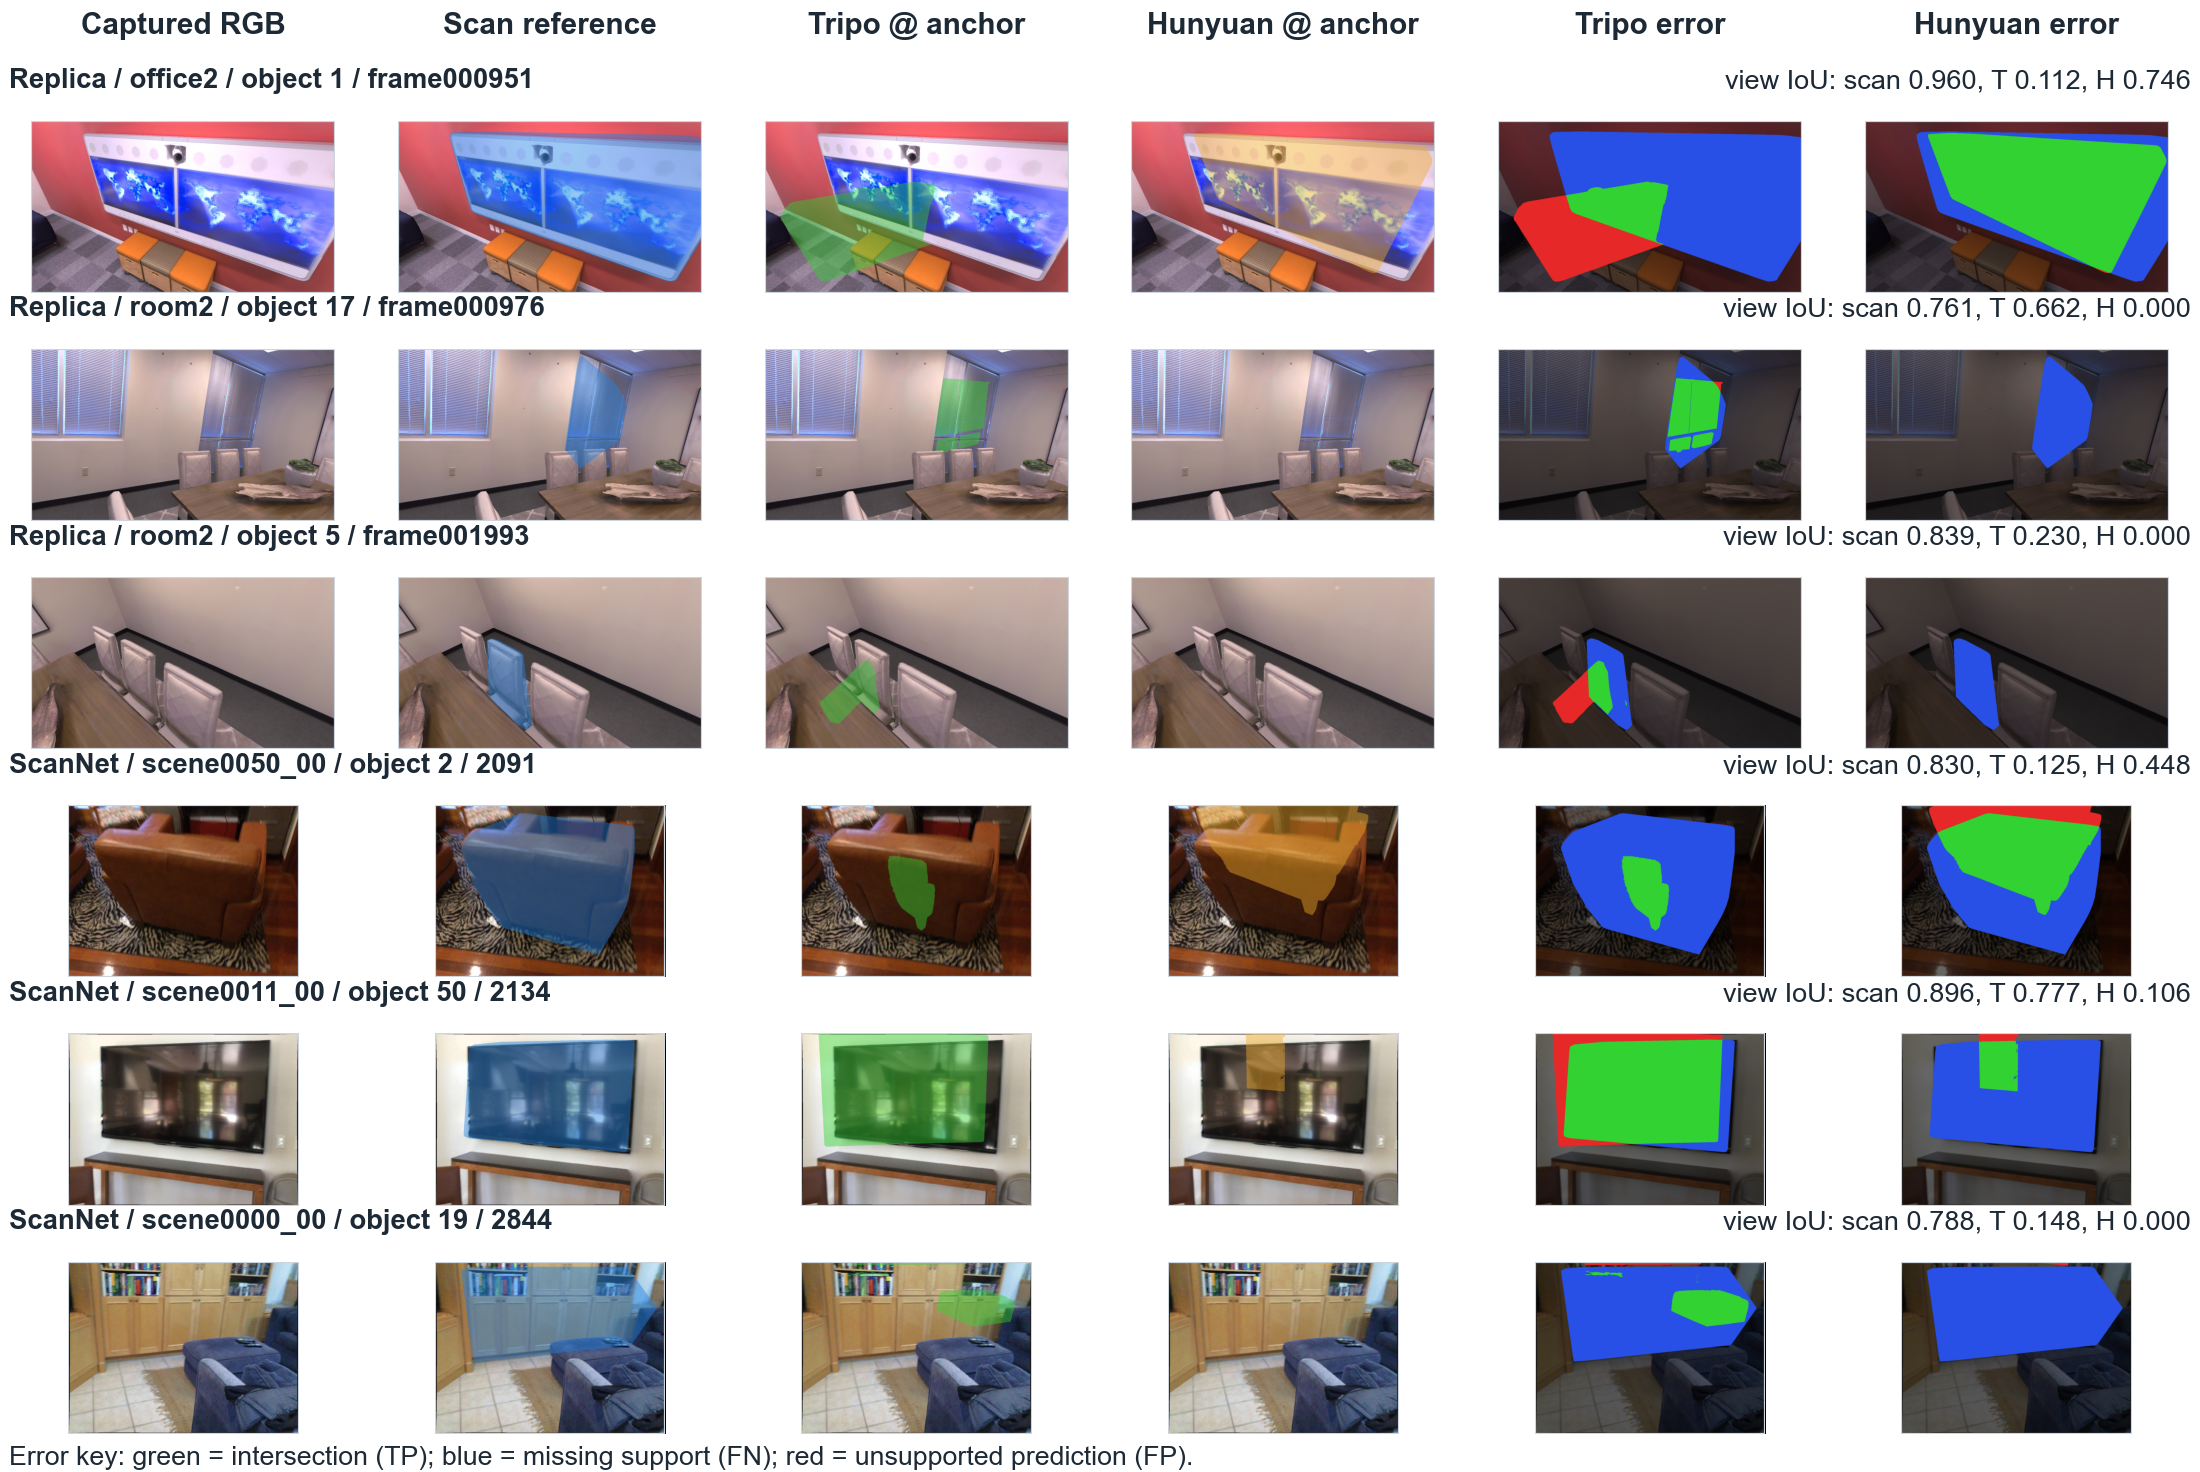 Captured RGB Scan reference Tripo @ anchor Hunyuan @ anchor Tripo error Hunyuan error
Replica / office2 / object 1 / frame000951 view IoU: scan 0.960, T 0.112, H 0.746
Replica / room2 / object 17 / frame000976 view IoU: scan 0.761, T 0.662, H 0.000
Replica / room2 / object 5 / frame001993 view IoU: scan 0.839, T 0.230, H 0.000
ScanNet / scene0050_00 / object 2 / 2091 view IoU: scan 0.830, T 0.125, H 0.448
ScanNet / scene0011_00 / object 50 / 2134 view IoU: scan 0.896, T 0.777, H 0.106
ScanNet / scene0000_00 / object 19 / 2844 view IoU: scan 0.788, T 0.148, H 0.000
Error key: green = intersection (TP); blue = missing support (FN); red = unsupported prediction (FP).